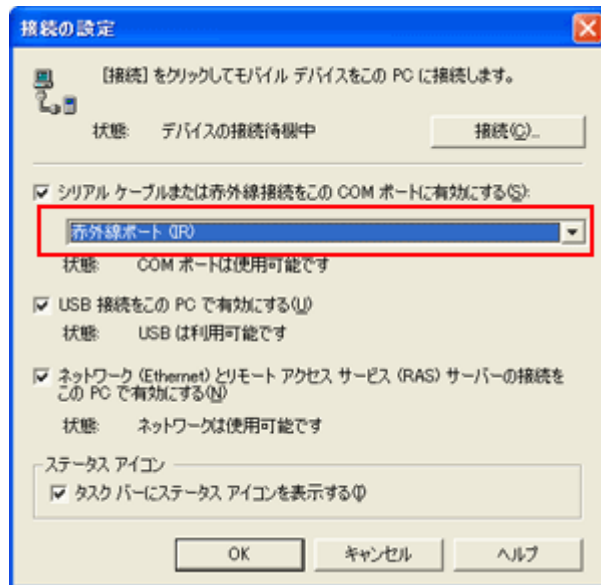 接続の設定
[接続] をクリックしてモバイル デバイスをこの PC に接続します。
状態: デバイスの接続待機中 接続(C)...
シリアル ケーブルまたは赤外線接続をこの COM ポートに有効にする(S):
赤外線ポート (IR)
状態: COM ポートは使用可能です
USB 接続をこの PC で有効にする(U)
状態: USB は利用可能です
ネットワーク (Ethernet) とリモート アクセス サービス (RAS) サーバーの接続を
この PC で有効にする(N)
状態: ネットワークは使用可能です
ステータス アイコン
タスク バーにステータス アイコンを表示する(I)
OK キャンセル ヘルプ